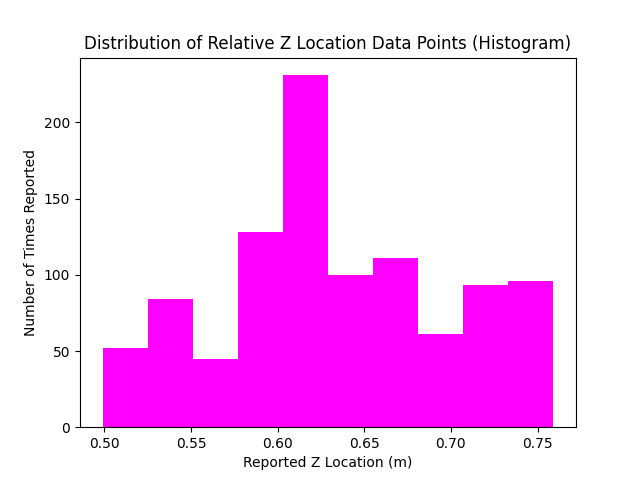 Distribution of Relative Z Location Data Points (Histogram)
Number of Times Reported
200
150
100
50
0
0.50 0.55 0.60 0.65 0.70 0.75
Reported Z Location (m)